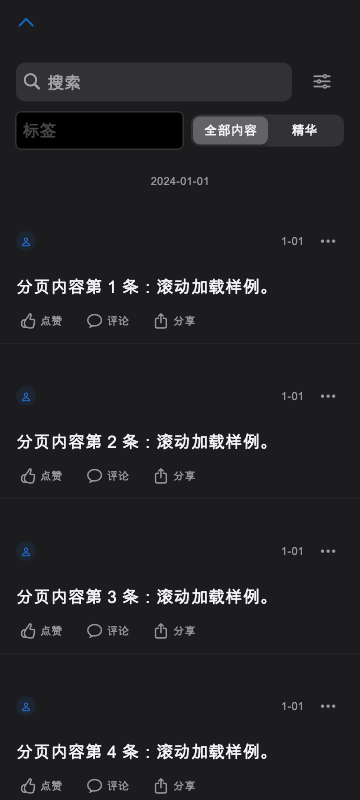 搜索
标签
全部内容 精华
2024-01-01
1-01
分页内容第 1 条：滚动加载样例。
点赞 评论 分享
1-01
分页内容第 2 条：滚动加载样例。
点赞 评论 分享
1-01
分页内容第 3 条：滚动加载样例。
点赞 评论 分享
1-01
分页内容第 4 条：滚动加载样例。
点赞 评论 分享